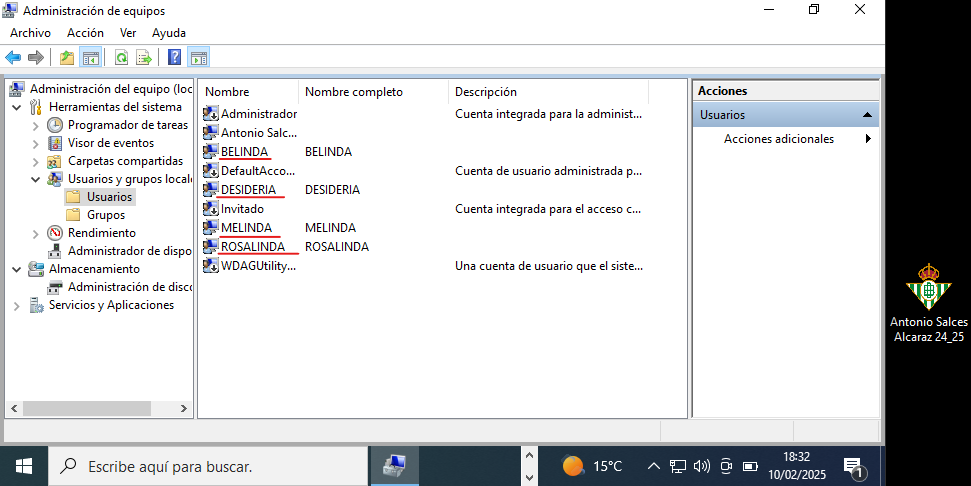 Administración de equipos
Archivo Acción Ver Ayuda
Administración del equipo (loc
Herramientas del sistema
Programador de tareas
Visor de eventos
Carpetas compartidas
Usuarios y grupos locale
Usuarios
Grupos
Rendimiento
Administrador de dispo
Almacenamiento
Administración de disco
Servicios y Aplicaciones
Nombre Nombre completo Descripción
Administrador Cuenta integrada para la administ...
Antonio Salc...
BELINDA BELINDA
DefaultAcco... Cuenta de usuario administrada p...
DESIDERIA DESIDERIA
Invitado Cuenta integrada para el acceso c...
MELINDA MELINDA
ROSALINDA ROSALINDA
WDAGUtility... Una cuenta de usuario que el siste...
Acciones
Usuarios
Acciones adicionales
Antonio Salces
Alcaraz 24_25
Escribe aquí para buscar.
15°C
18:32
10/02/2025
1